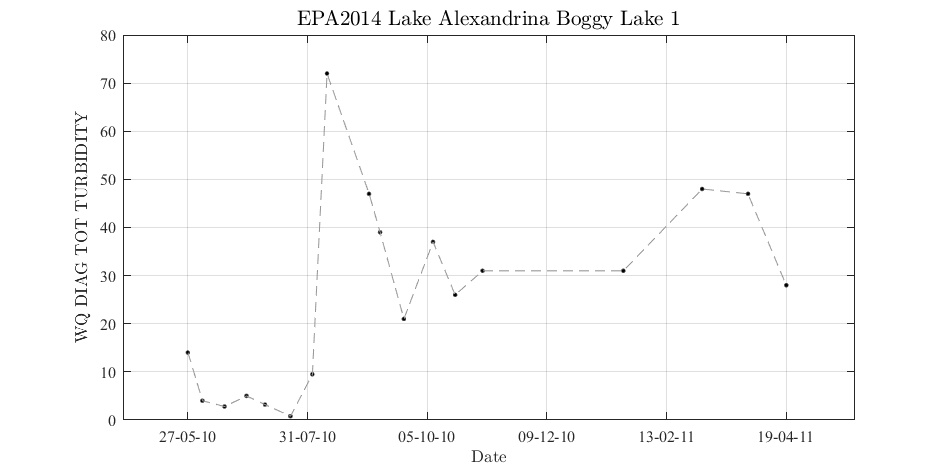 EPA2014 Lake Alexandrina Boggy Lake 1
WQ DIAG TOT TURBIDITY
80
70
60
50
40
30
20
10
0
27-05-10 31-07-10 05-10-10 09-12-10 13-02-11 19-04-11
Date